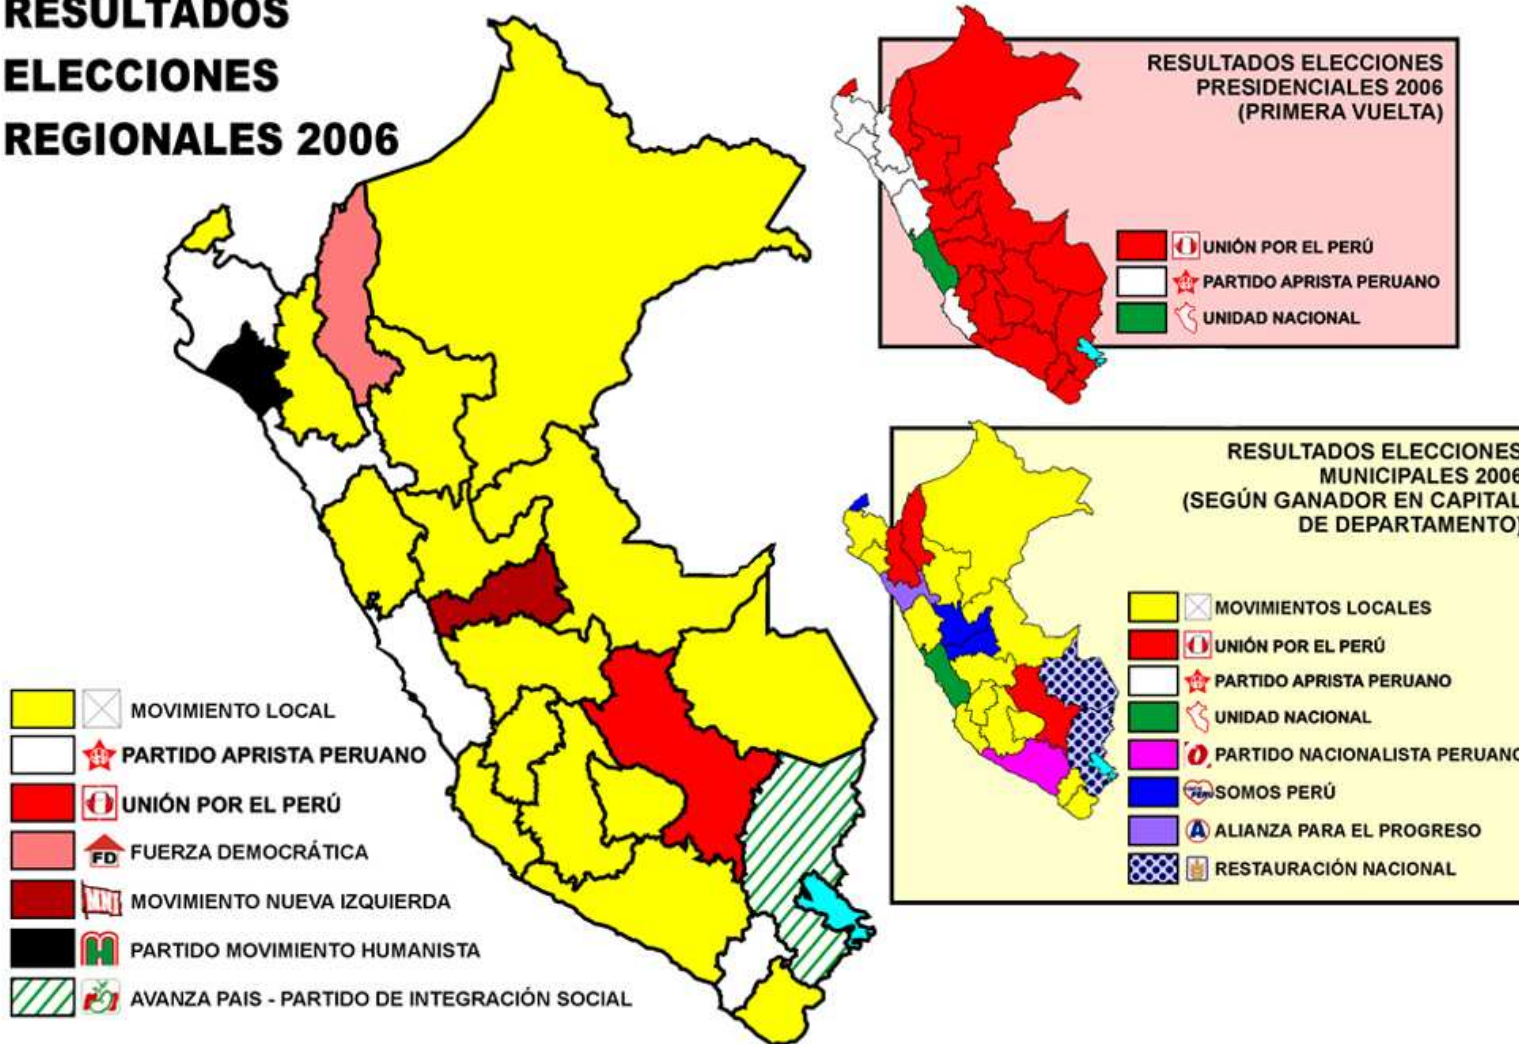 RESULTADOS
ELECCIONES
REGIONALES 2006
MOVIMIENTO LOCAL
PARTIDO APRISTA PERUANO
UNIÓN POR EL PERÚ
FD
FUERZA DEMOCRÁTICA
MNI
MOVIMIENTO NUEVA IZQUIERDA
PARTIDO MOVIMIENTO HUMANISTA
AVANZA PAIS - PARTIDO DE INTEGRACIÓN SOCIAL
RESULTADOS ELECCIONES
PRESIDENCIALES 2006
(PRIMERA VUELTA)
UNIÓN POR EL PERÚ
PARTIDO APRISTA PERUANO
UNIDAD NACIONAL
RESULTADOS ELECCIONES
MUNICIPALES 2006
(SEGÚN GANADOR EN CAPITAL
DE DEPARTAMENTO)
MOVIMIENTOS LOCALES
UNIÓN POR EL PERÚ
PARTIDO APRISTA PERUANO
UNIDAD NACIONAL
PARTIDO NACIONALISTA PERUANO
SOMOS PERÚ
A
ALIANZA PARA EL PROGRESO
RESTAURACIÓN NACIONAL